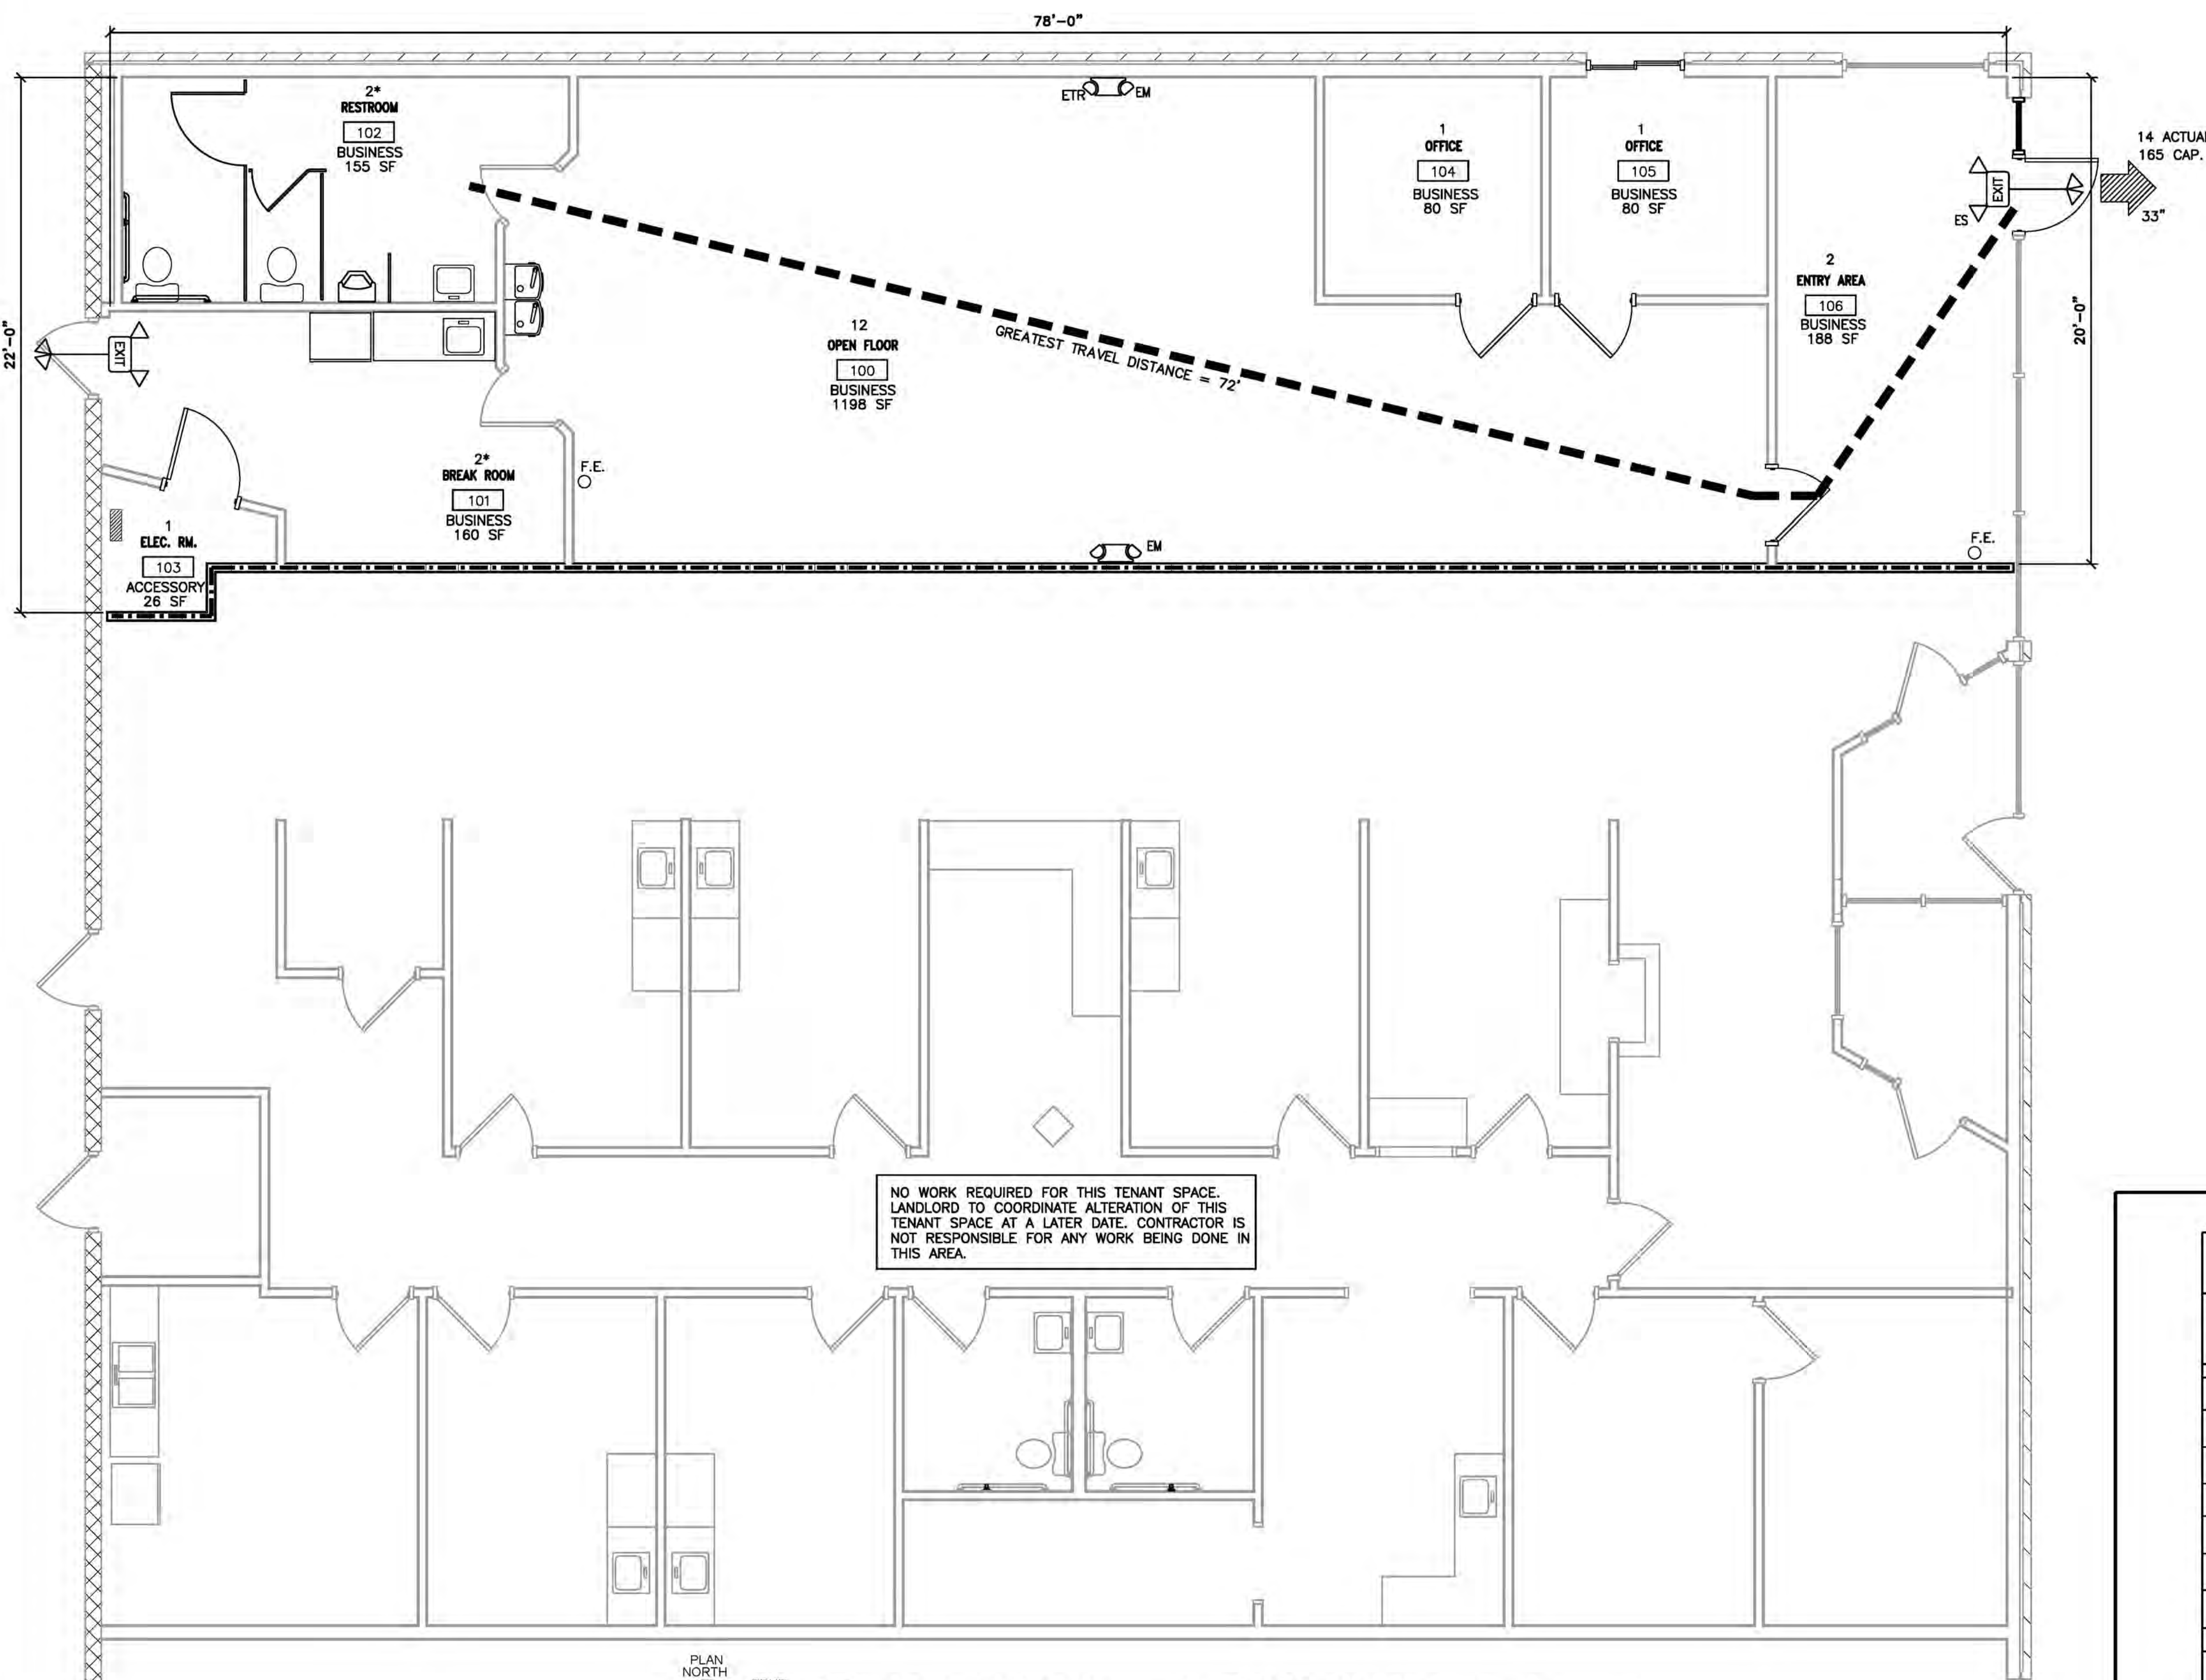 78'-0"
2*
RESTROOM
102
BUSINESS
155 SF
ETR
EM
1
OFFICE
104
BUSINESS
80 SF
1
OFFICE
105
BUSINESS
80 SF
14 ACTUAL
165 CAP.
EXIT
ES
33"
2
ENTRY AREA
106
BUSINESS
188 SF
20'-0"
22'-0"
EXIT
12
OPEN FLOOR
100
BUSINESS
1198 SF
GREATEST TRAVEL DISTANCE = 72'
2*
BREAK ROOM
101
BUSINESS
160 SF
F.E.
1
ELEC. RM.
103
ACCESSORY
26 SF
EM
F.E.
NO WORK REQUIRED FOR THIS TENANT SPACE.
LANDLORD TO COORDINATE ALTERATION OF THIS
TENANT SPACE AT A LATER DATE. CONTRACTOR IS
NOT RESPONSIBLE FOR ANY WORK BEING DONE IN
THIS AREA.
PLAN
NORTH